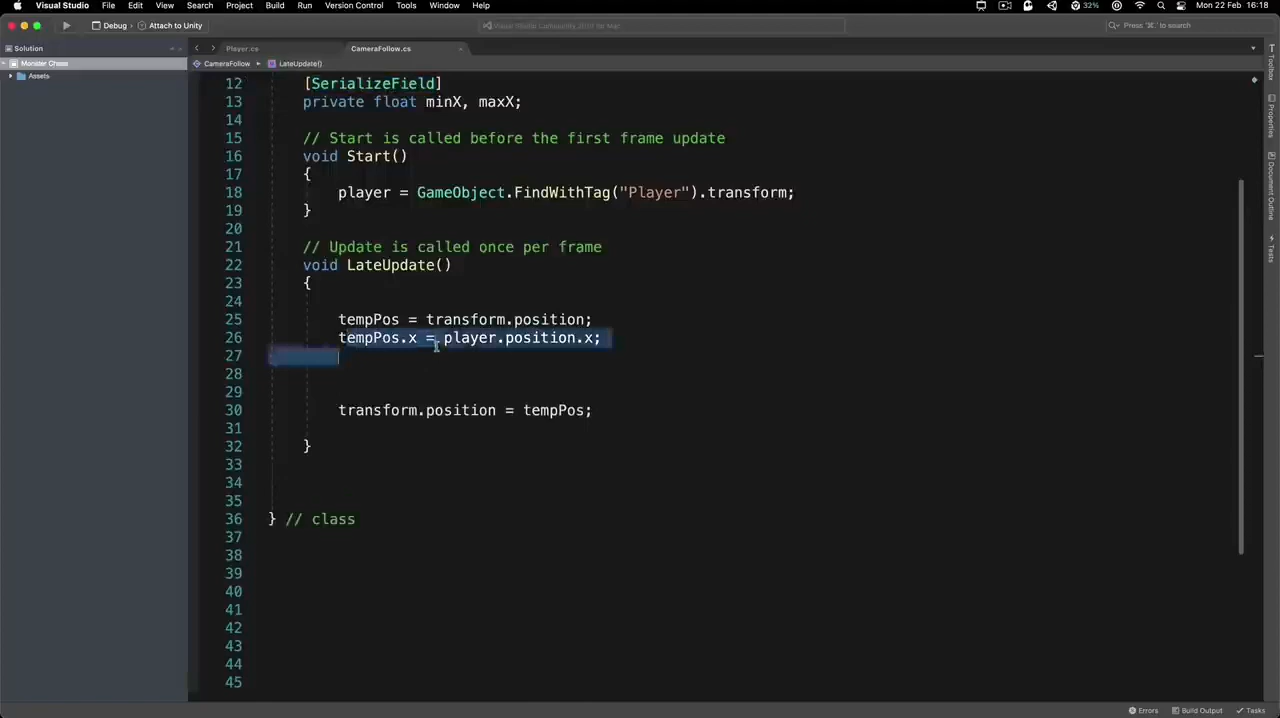 Visual Studio File Edit View Search Project Build Run Version Control Tools Window Help 32% Mon 22 Feb 16:18
Debug Attach to Unity Visual Studio Community 2019 for Mac Press '⌘.' to search
Solution Player.cs CameraFollow.cs
Monster Chase CameraFollow LateUpdate()
Assets
Toolbox
Properties
Document Outline
Tests
12 [SerializeField]
13 private float minX, maxX;
14
15 // Start is called before the first frame update
16 void Start()
17 {
18 player = GameObject.FindWithTag("Player").transform;
19 }
20
21 // Update is called once per frame
22 void LateUpdate()
23 {
24
25 tempPos = transform.position;
26 tempPos.x = player.position.x;
27
28
29
30 transform.position = tempPos;
31
32 }
33
34
35
36 } // class
37
38
39
40
41
42
43
44
45
Errors Build Output Tasks